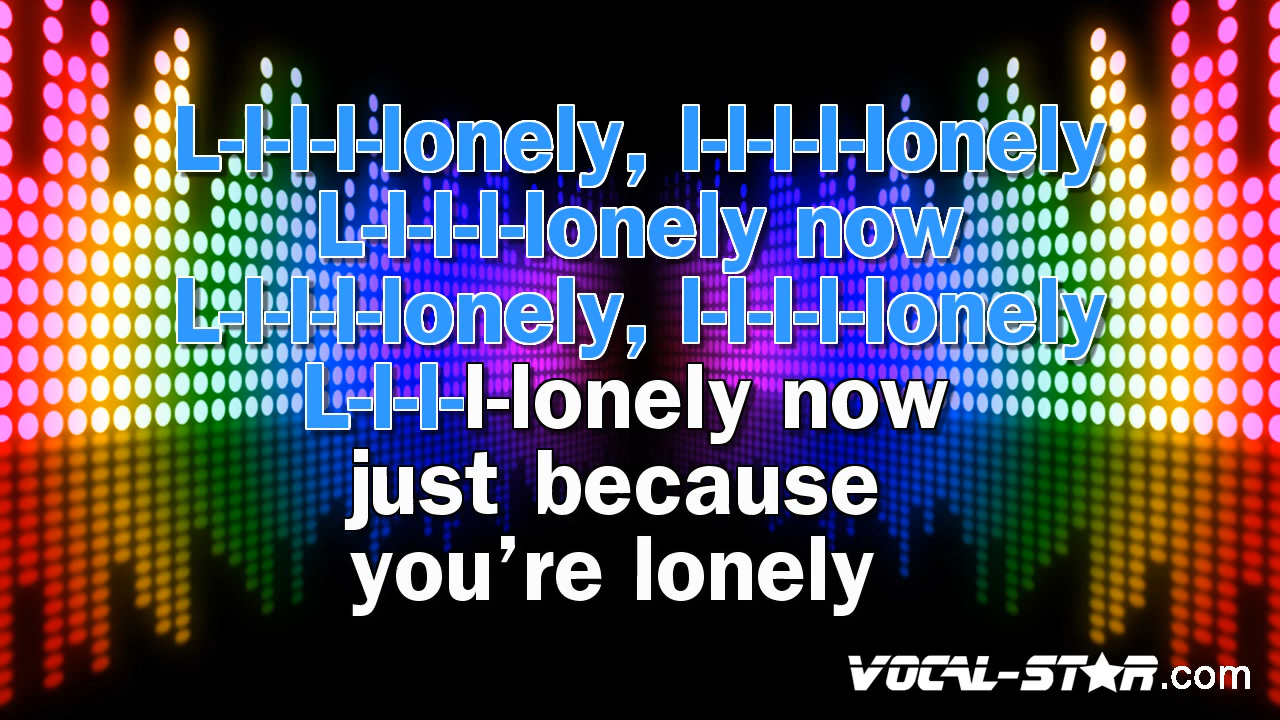 L-l-l-l-lonely, l-l-l-l-lonely
L-l-l-l-lonely now
L-l-l-l-lonely, l-l-l-l-lonely
L-l-l-l-lonely now
just because
you’re lonely
VOCAL-STAR.com